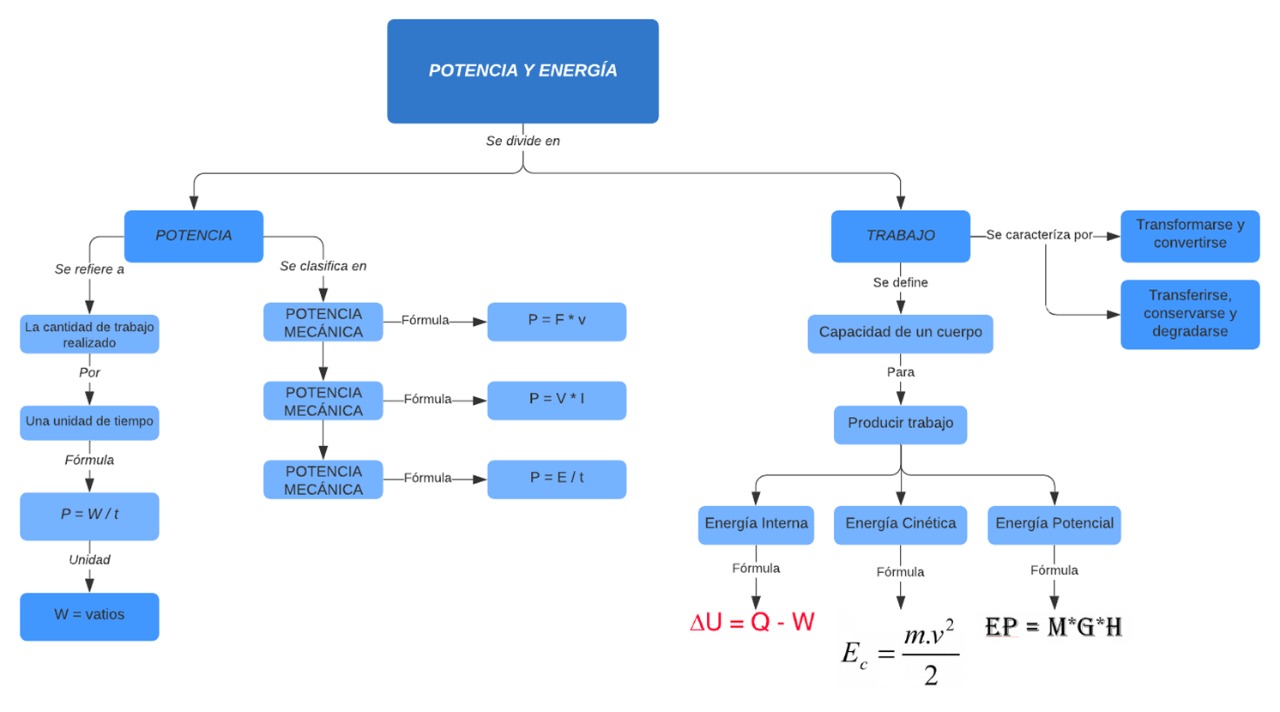 POTENCIA Y ENERGÍA
Se divide en
POTENCIA
TRABAJO
Se refiere a
Se clasifica en
La cantidad de trabajo
realizado
Por
Una unidad de tiempo
Fórmula
P = W / t
Unidad
W = vatios
POTENCIA
MECÁNICA
Fórmula
P = F * v
POTENCIA
MECÁNICA
Fórmula
P = V * I
POTENCIA
MECÁNICA
Fórmula
P = E / t
Se caracteríza por
Transformarse y
convertirse
Transferirse,
conservarse y
degradarse
Se define
Capacidad de un cuerpo
Para
Producir trabajo
Energía Interna
Energía Cinética
Energía Potencial
Fórmula
Fórmula
Fórmula
ΔU = Q - W
E_c = m.v²/2
EP = M*G*H